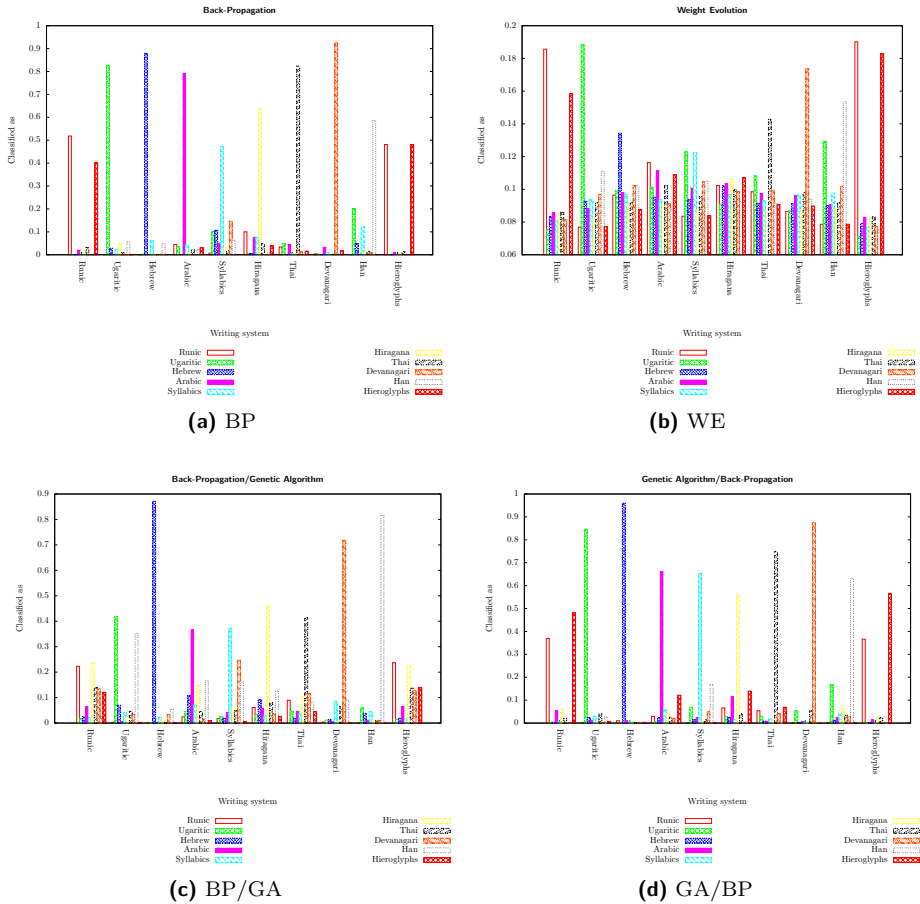 Back-Propagation
Classified as
1
0.9
0.8
0.7
0.6
0.5
0.4
0.3
0.2
0.1
0
Runic
Ugaritic
Hebrew
Arabic
Syllabics
Hiragana
Thai
Devanagari
Han
Hieroglyphs
Writing system
Runic
Ugaritic
Hebrew
Arabic
Syllabics
Hiragana
Thai
Devanagari
Han
Hieroglyphs
(a) BP
Weight Evolution
Classified as
0.2
0.18
0.16
0.14
0.12
0.1
0.08
0.06
Runic
Ugaritic
Hebrew
Arabic
Syllabics
Hiragana
Thai
Devanagari
Han
Hieroglyphs
Writing system
Runic
Ugaritic
Hebrew
Arabic
Syllabics
Hiragana
Thai
Devanagari
Han
Hieroglyphs
(b) WE
Back-Propagation/Genetic Algorithm
Classified as
0.9
0.8
0.7
0.6
0.5
0.4
0.3
0.2
0.1
0
Runic
Ugaritic
Hebrew
Arabic
Syllabics
Hiragana
Thai
Devanagari
Han
Hieroglyphs
Writing system
Runic
Ugaritic
Hebrew
Arabic
Syllabics
Hiragana
Thai
Devanagari
Han
Hieroglyphs
(c) BP/GA
Genetic Algorithm/Back-Propagation
Classified as
1
0.9
0.8
0.7
0.6
0.5
0.4
0.3
0.2
0.1
0
Runic
Ugaritic
Hebrew
Arabic
Syllabics
Hiragana
Thai
Devanagari
Han
Hieroglyphs
Writing system
Runic
Ugaritic
Hebrew
Arabic
Syllabics
Hiragana
Thai
Devanagari
Han
Hieroglyphs
(d) GA/BP